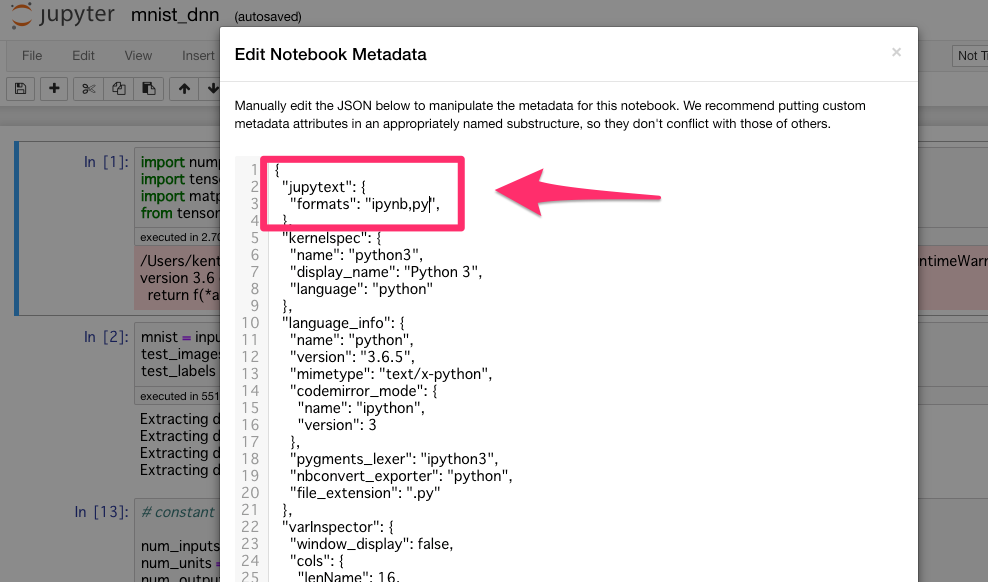 jupyter mnist_dnn (autosaved)
File Edit View Insert
Not T
Edit Notebook Metadata
×
Manually edit the JSON below to manipulate the metadata for this notebook. We recommend putting custom
metadata attributes in an appropriately named substructure, so they don't conflict with those of others.
In [1]:
import nump
import tens
import matp
from tensor
executed in 2.70
/Users/kent
version 3.6
return f(*a
ntimeWarn
In [2]:
mnist = inpu
test_images
test_labels
executed in 551
Extracting d
Extracting d
Extracting d
Extracting d
In [13]:
# constant
num_inputs
num_units =
num_outpu
1 {
2 "jupytext": {
3 "formats": "ipynb,py",
4 },
5 "kernelspec": {
6 "name": "python3",
7 "display_name": "Python 3",
8 "language": "python"
9 },
10 "language_info": {
11 "name": "python",
12 "version": "3.6.5",
13 "mimetype": "text/x-python",
14 "codemirror_mode": {
15 "name": "ipython",
16 "version": 3
17 },
18 "pygments_lexer": "ipython3",
19 "nbconvert_exporter": "python",
20 "file_extension": ".py"
21 },
22 "varInspector": {
23 "window_display": false,
24 "cols": {
25 "lenName": 16,